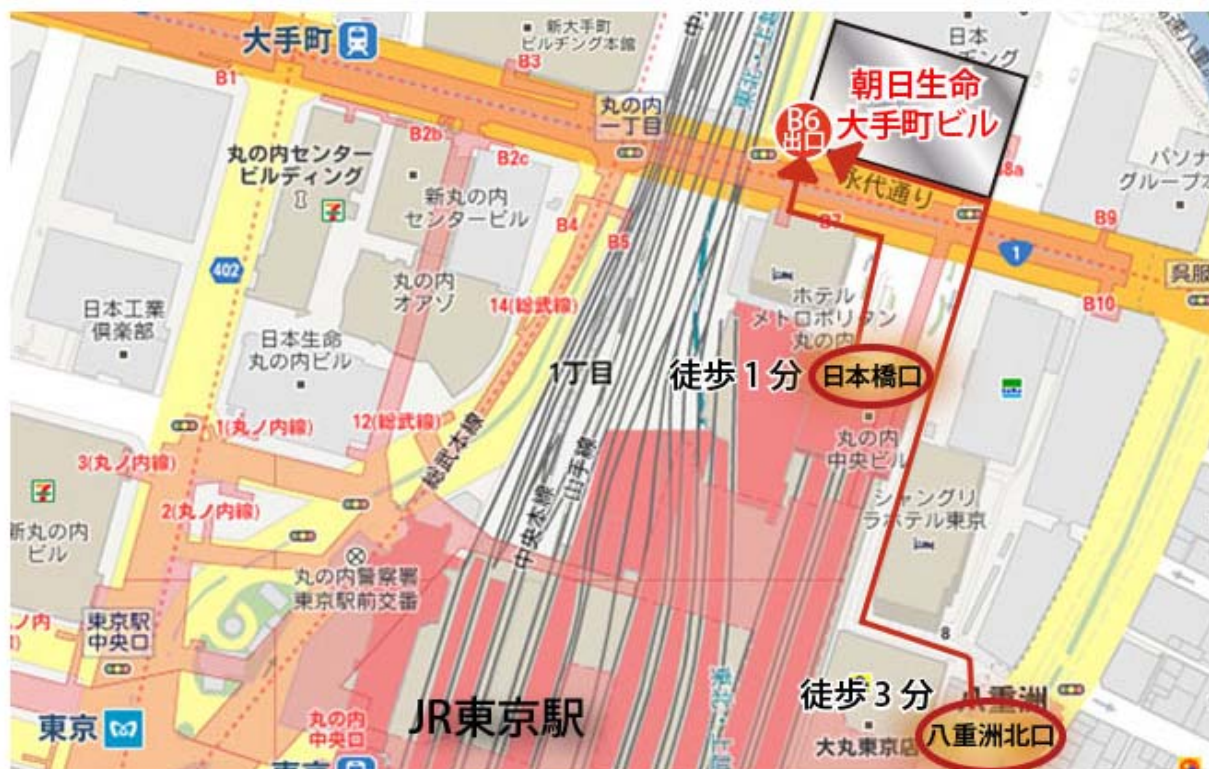 大手町
新大手町
ビルヂング本館
日本
朝日生命
大手町ビル
B6
出口
B1
B3
丸の内
一丁目
B2b
B2c
丸の内センター
ビルディング
新丸の内
センタービル
8a
永代通り
パソナ
B7
B9
B4
B5
402
丸の内
オアゾ
1
呉服
B10
日本工業
倶楽部
14(総武線)
ホテル
メトロポリタン
丸の内
日本生命
丸の内ビル
1丁目
徒歩1分
日本橋口
1(丸ノ内線)
12(総武線)
総武本線
丸の内
中央ビル
3(丸ノ内線)
中央本線
山手線
シャングリ
ラホテル東京
2(丸ノ内線)
新丸の内
ビル
丸の内警察署
東京駅前交番
東京駅
中央口
8
徒歩3分
八重洲
丸の内
中央口
JR東京駅
東京
大丸東京店
八重洲北口